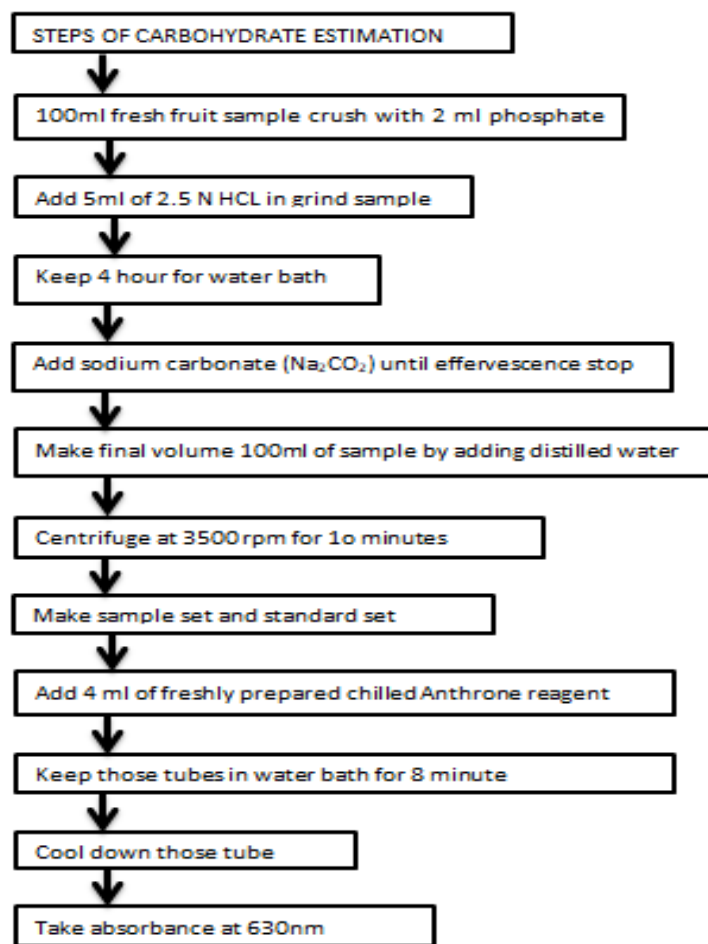 STEPS OF CARBOHYDRATE ESTIMATION
100ml fresh fruit sample crush with 2 ml phosphate
Add 5ml of 2.5 N HCL in grind sample
Keep 4 hour for water bath
Add sodium carbonate (Na₂CO₂) until effervescence stop
Make final volume 100ml of sample by adding distilled water
Centrifuge at 3500 rpm for 1o minutes
Make sample set and standard set
Add 4 ml of freshly prepared chilled Anthrone reagent
Keep those tubes in water bath for 8 minute
Cool down those tube
Take absorbance at 630nm